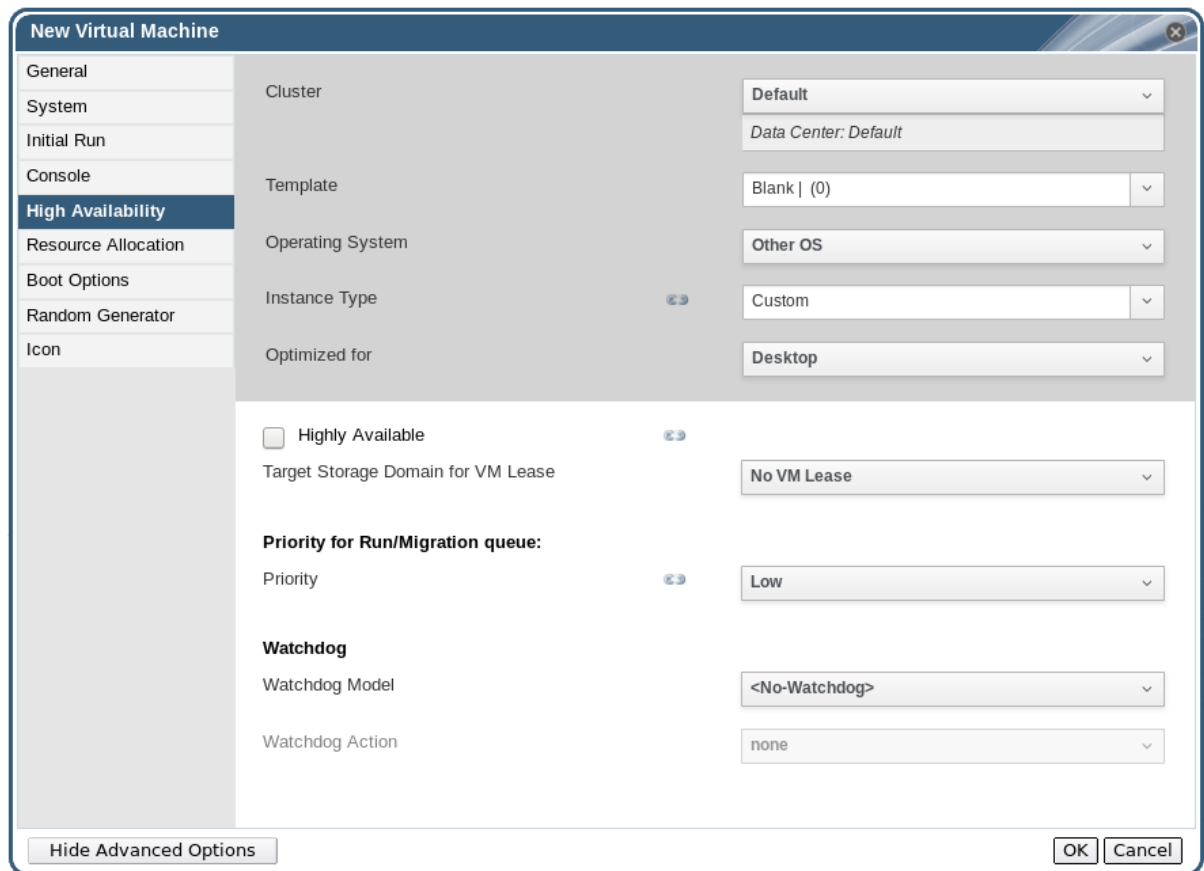 New Virtual Machine
General
System
Initial Run
Console
High Availability
Resource Allocation
Boot Options
Random Generator
Icon
Cluster
Default
Data Center: Default
Template
Blank | (0)
Operating System
Other OS
Instance Type
Custom
Optimized for
Desktop
Highly Available
Target Storage Domain for VM Lease
No VM Lease
Priority for Run/Migration queue:
Priority
Low
Watchdog
Watchdog Model
<No-Watchdog>
Watchdog Action
none
Hide Advanced Options
OK
Cancel